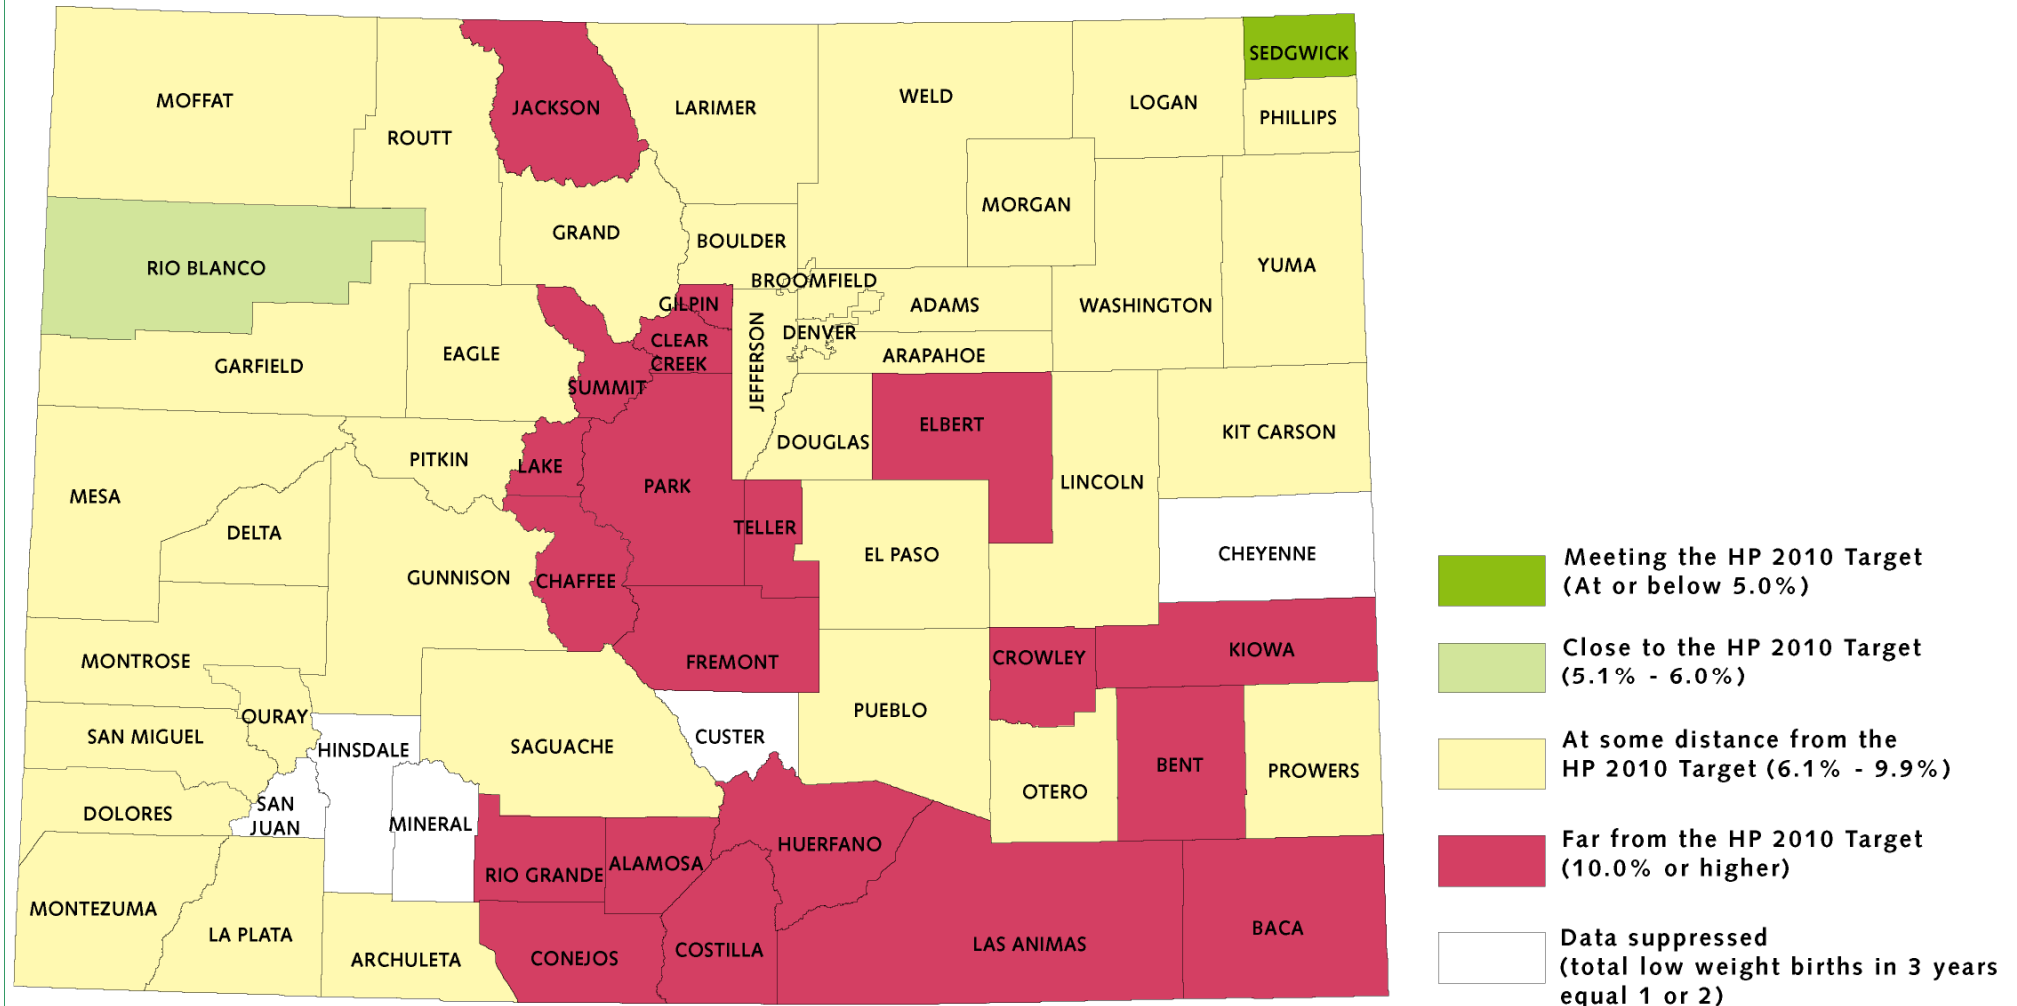 SEDGWICK
MOFFAT
JACKSON
LARIMER
WELD
LOGAN
PHILLIPS
ROUTT
MORGAN
GRAND
BOULDER
YUMA
RIO BLANCO
BROOMFIELD
GILPIN
ADAMS
WASHINGTON
DENVER
CLEAR
CREEK
JEFFERSON
EAGLE
ARAPAHOE
GARFIELD
SUMMIT
ELBERT
KIT CARSON
DOUGLAS
PITKIN
LAKE
LINCOLN
MESA
PARK
DELTA
TELLER
EL PASO
CHEYENNE
GUNNISON
CHAFFEE
MONTROSE
FREMONT
CROWLEY
KIOWA
OURAY
PUEBLO
SAN MIGUEL
CUSTER
HINSDALE
SAGUACHE
BENT
PROWERS
OTERO
SAN
JUAN
DOLORES
MINERAL
HUERFANO
ALAMOSA
RIO GRANDE
MONTEZUMA
LA PLATA
ARCHULETA
CONEJOS
COSTILLA
LAS ANIMAS
BACA
Meeting the HP 2010 Target
(At or below 5.0%)
Close to the HP 2010 Target
(5.1% - 6.0%)
At some distance from the
HP 2010 Target (6.1% - 9.9%)
Far from the HP 2010 Target
(10.0% or higher)
Data suppressed
(total low weight births in 3 years
equal 1 or 2)